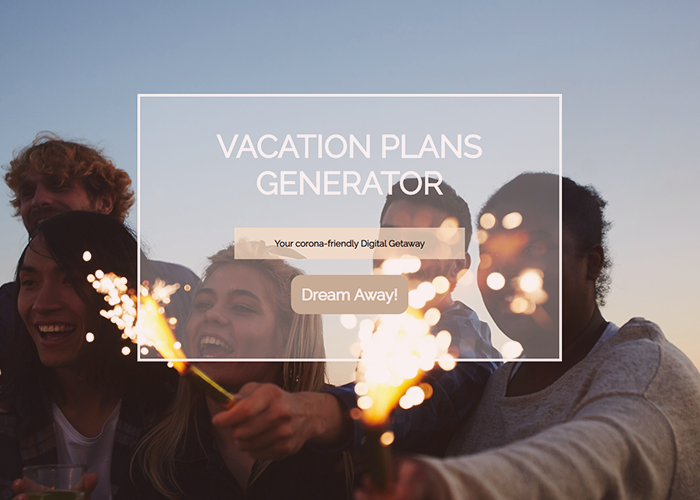 VACATION PLANS
GENERATOR
Your corona-friendly Digital Getaway
Dream Away!